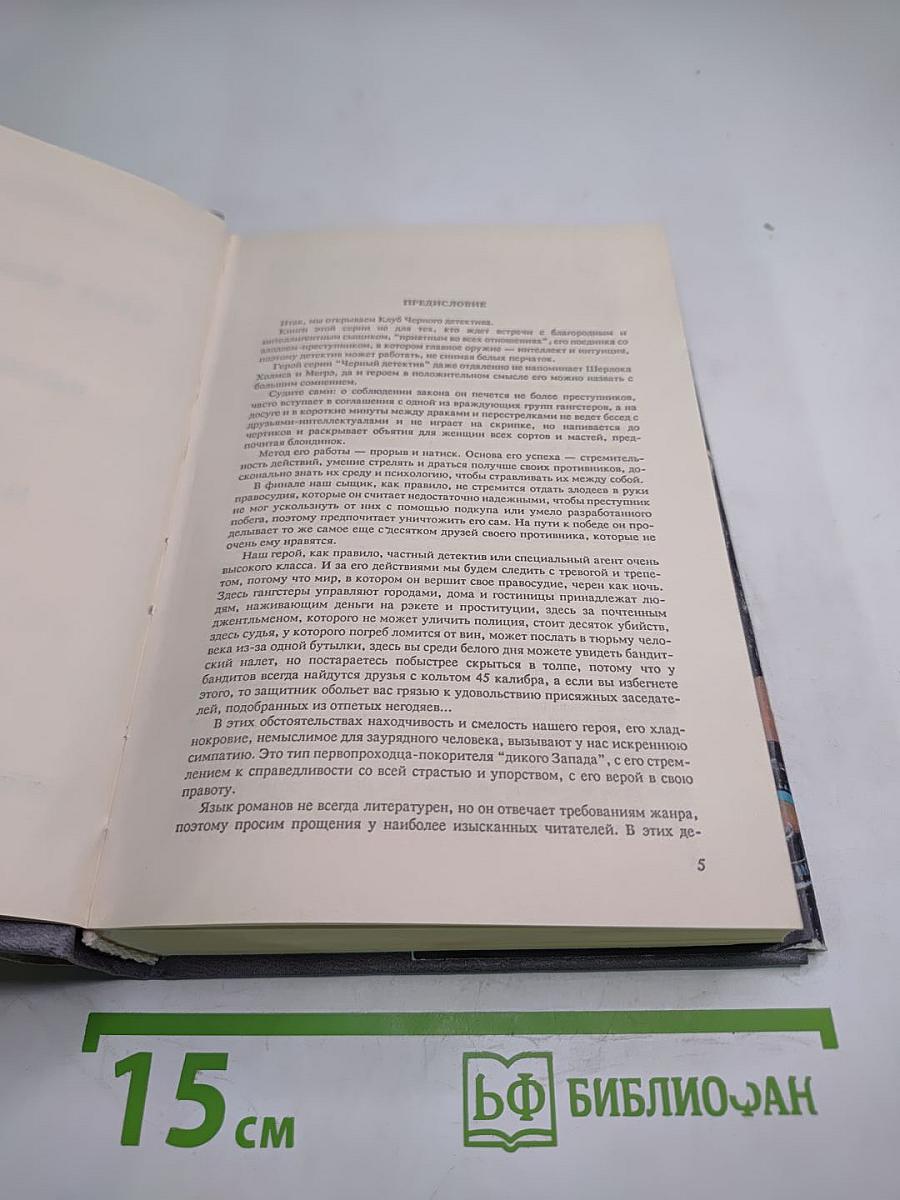 ПРЕДИСЛОВИЕ
Итак, мы открываем Клуб Черного детектива.
Книги этой серии не для тех, кто ждет встречи с благородным и
интеллигентным сыщиком, "приятным во всех отношениях", его поединка со
злодеем-преступником, в котором главное оружие — интеллект и интуиция,
поэтому детектив может работать, не снимая белых перчаток.
Герой серии "Черный детектив" даже отдаленно не напоминает Шерлока
Холмса и Мегрэ, да и героем в положительном смысле его можно назвать с
большим сомнением.
Судите сами: о соблюдении закона он печется не более преступников,
часто вступает в соглашения с одной из враждующих групп гангстеров, а на
досуге и в короткие минуты между драками и перестрелками не ведет бесед с
друзьями-интеллектуалами и не играет на скрипке, но напивается до
чертиков и раскрывает объятия для женщин всех сортов и мастей, пред-
почитая блондинок.
Метод его работы — прорыв и натиск. Основа его успеха — стремитель-
ность действий, умение стрелять и драться получше своих противников, до-
сконально знать их среду и психологию, чтобы стравливать их между собой.
В финале наш сыщик, как правило, не стремится отдать злодеев в руки
правосудия, которые он считает недостаточно надежными, чтобы преступник
не мог ускользнуть от них с помощью подкупа или умело разработанного
побега, поэтому предпочитает уничтожить его сам. На пути к победе он про-
делывает то же самое еще с десятком друзей своего противника, которые не
очень ему нравятся.
Наш герой, как правило, частный детектив или специальный агент очень
высокого класса. И за его действиями мы будем следить с тревогой и трепе-
том, потому что мир, в котором он вершит свое правосудие, черен как ночь.
Здесь гангстеры управляют городами, дома и гостиницы принадлежат лю-
дям, наживающим деньги на рэкете и проституции, здесь за почтенным
джентльменом, которого не может уличить полиция, стоит десяток убийств,
здесь судья, у которого погреб ломится от вин, может послать в тюрьму чело-
века из-за одной бутылки, здесь вы среди белого дня можете увидеть бандит-
ский налет, но постараетесь побыстрее скрыться в толпе, потому что у
бандитов всегда найдутся друзья с кольтом 45 калибра, а если вы избегнете
этого, то защитник обольет вас грязью к удовольствию присяжных заседате-
лей, подобранных из отпетых негодяев...
В этих обстоятельствах находчивость и смелость нашего героя, его хлад-
нокровие, немыслимое для заурядного человека, вызывают у нас искреннюю
симпатию. Это тип первопроходца-покорителя "дикого Запада", с его стрем-
лением к справедливости со всей страстью и упорством, с его верой в свою
правоту.
Язык романов не всегда литературен, но он отвечает требованиям жанра,
поэтому просим прощения у наиболее изысканных читателей. В этих де-
5
15 см
БФ БИБЛИОФАН